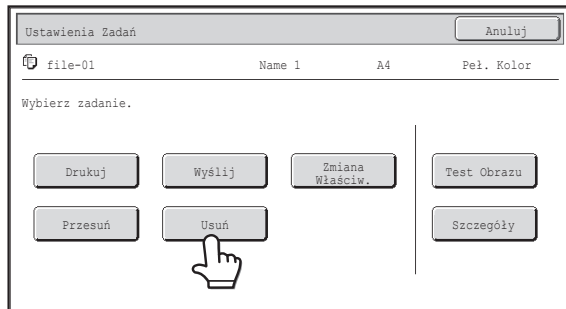 Ustawienia Zadań Anuluj
file-01 Name 1 A4 Peł. Kolor
Wybierz zadanie.
Drukuj Wyślij Zmiana Właściw. Test Obrazu
Przesuń Usuń Szczegóły